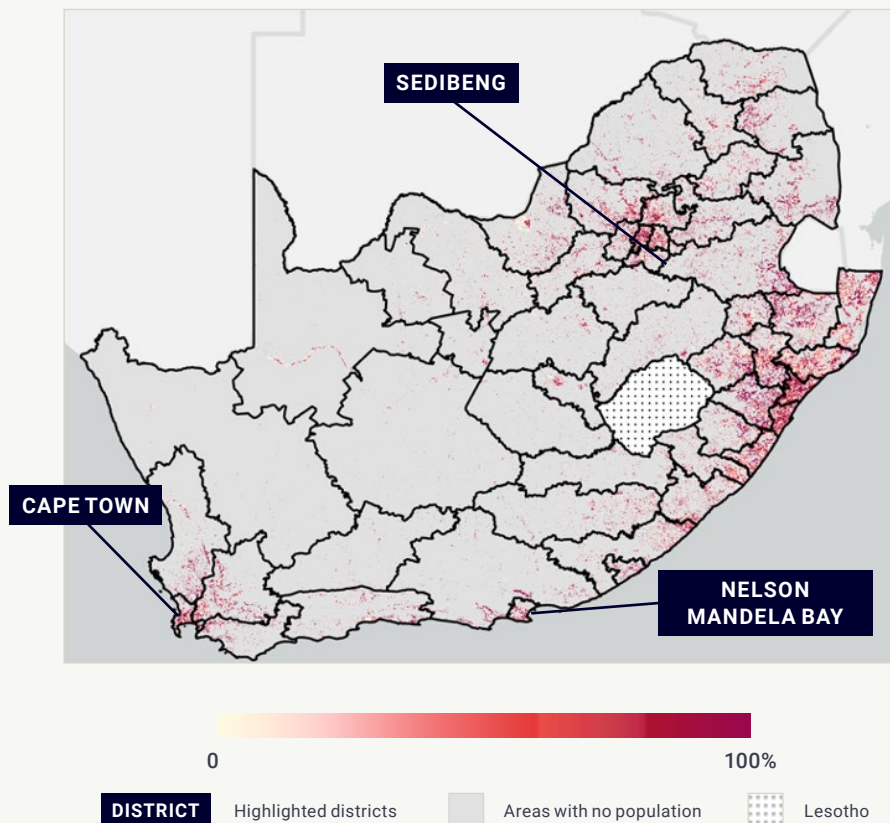 SEDIBENG
CAPE TOWN
NELSON
MANDELA BAY
0
100%
DISTRICT
Highlighted districts
Areas with no population
Lesotho